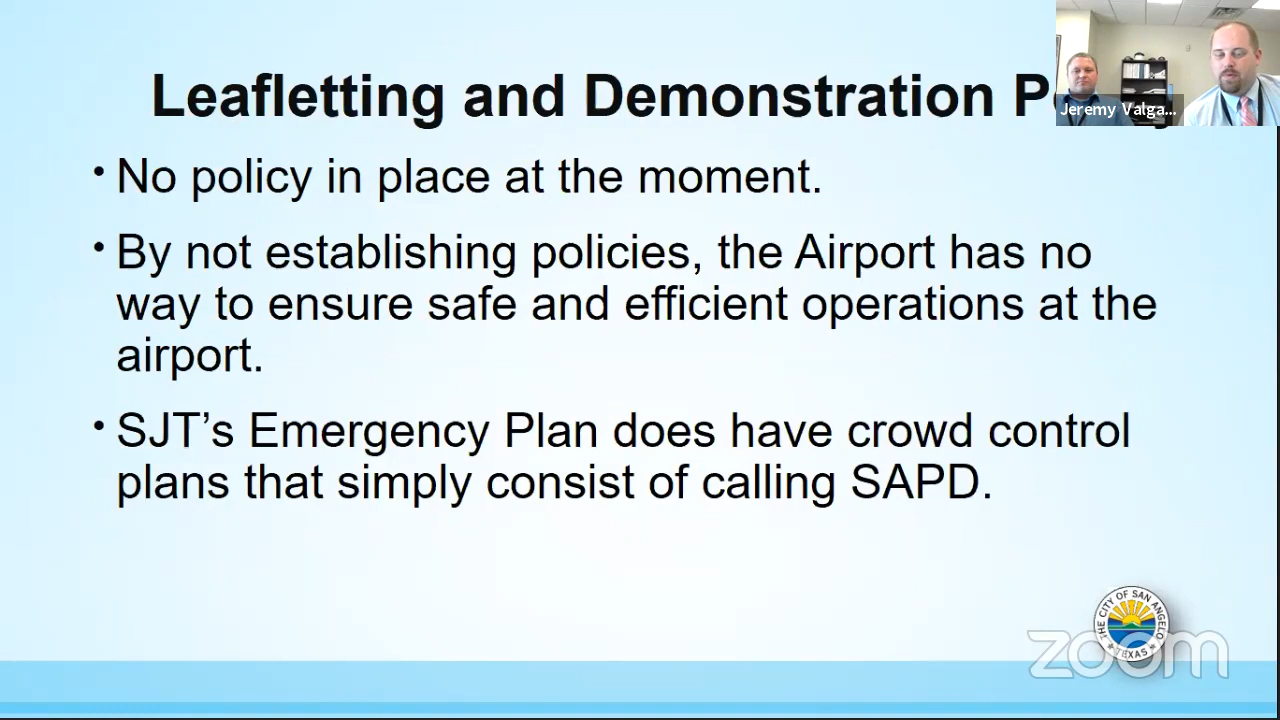 Leafletting and Demonstration P
Jeremy Valga...
• No policy in place at the moment.
• By not establishing policies, the Airport has no
way to ensure safe and efficient operations at the
airport.
• SJT’s Emergency Plan does have crowd control
plans that simply consist of calling SAPD.
THE CITY OF SAN ANGELO
TEXAS
zoom